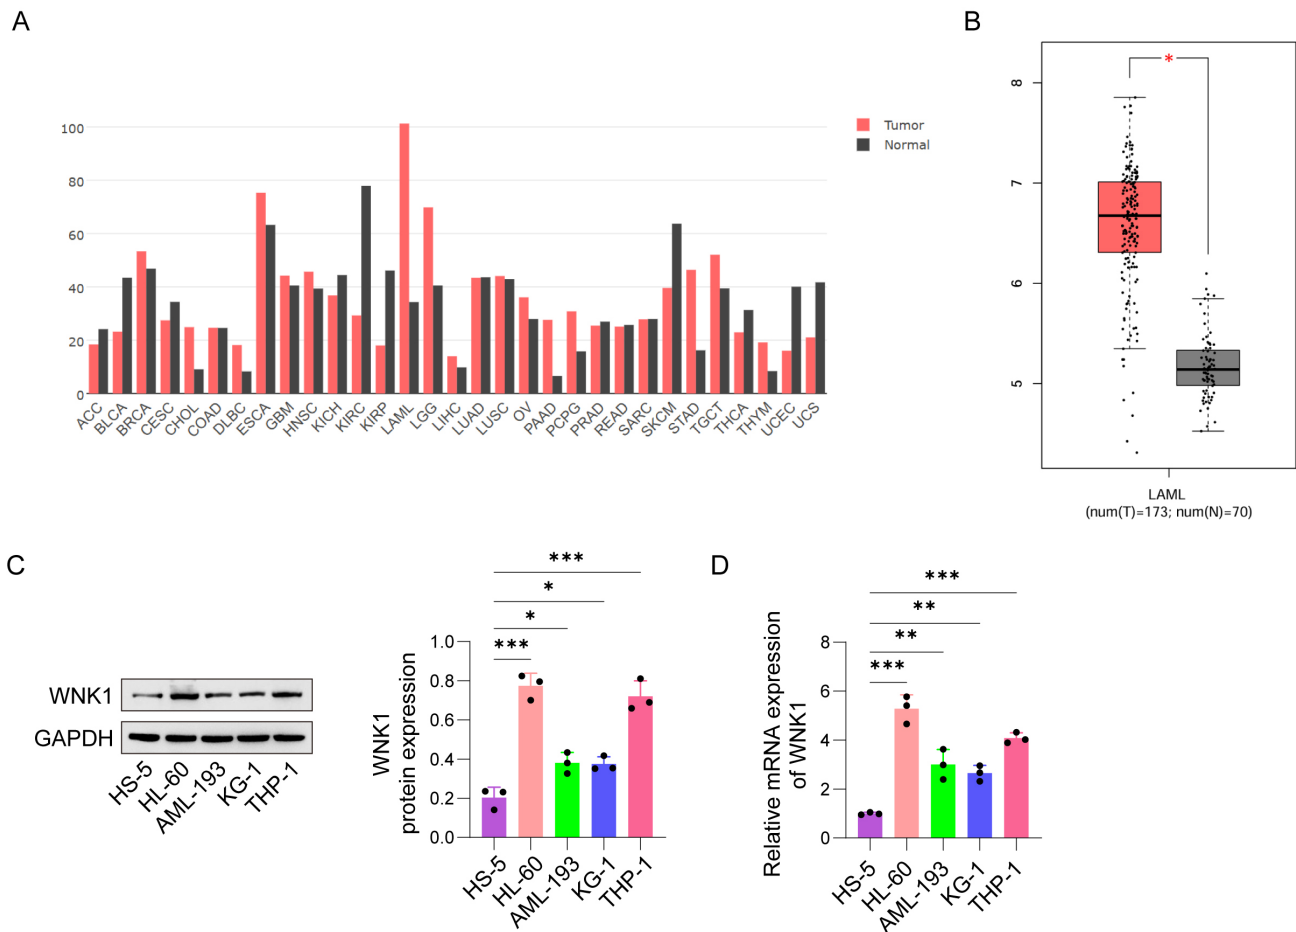 A
100
80
60
40
20
0
ACC
BLCA
BRCA
CESC
CHOL
COAD
DLBC
ESCA
GBM
HNSC
KICH
KIRC
KIRP
LAML
LGG
LIHC
LUAD
LUSC
OV
PAAD
PCPG
PRAD
READ
SARC
SKCM
STAD
TGCT
THCA
THYM
UCEC
UCS
Tumor
Normal
B
*
8
7
6
5
LAML
(num(T)=173; num(N)=70)
C
WNK1
GAPDH
HS-5
HL-60
AML-193
KG-1
THP-1
***
*
*
***
WNK1
protein expression
1.0
0.8
0.6
0.4
0.2
0.0
HS-5
HL-60
AML-193
KG-1
THP-1
D
***
**
**
***
Relative mRNA expression
of WNK1
8
6
4
2
0
HS-5
HL-60
AML-193
KG-1
THP-1